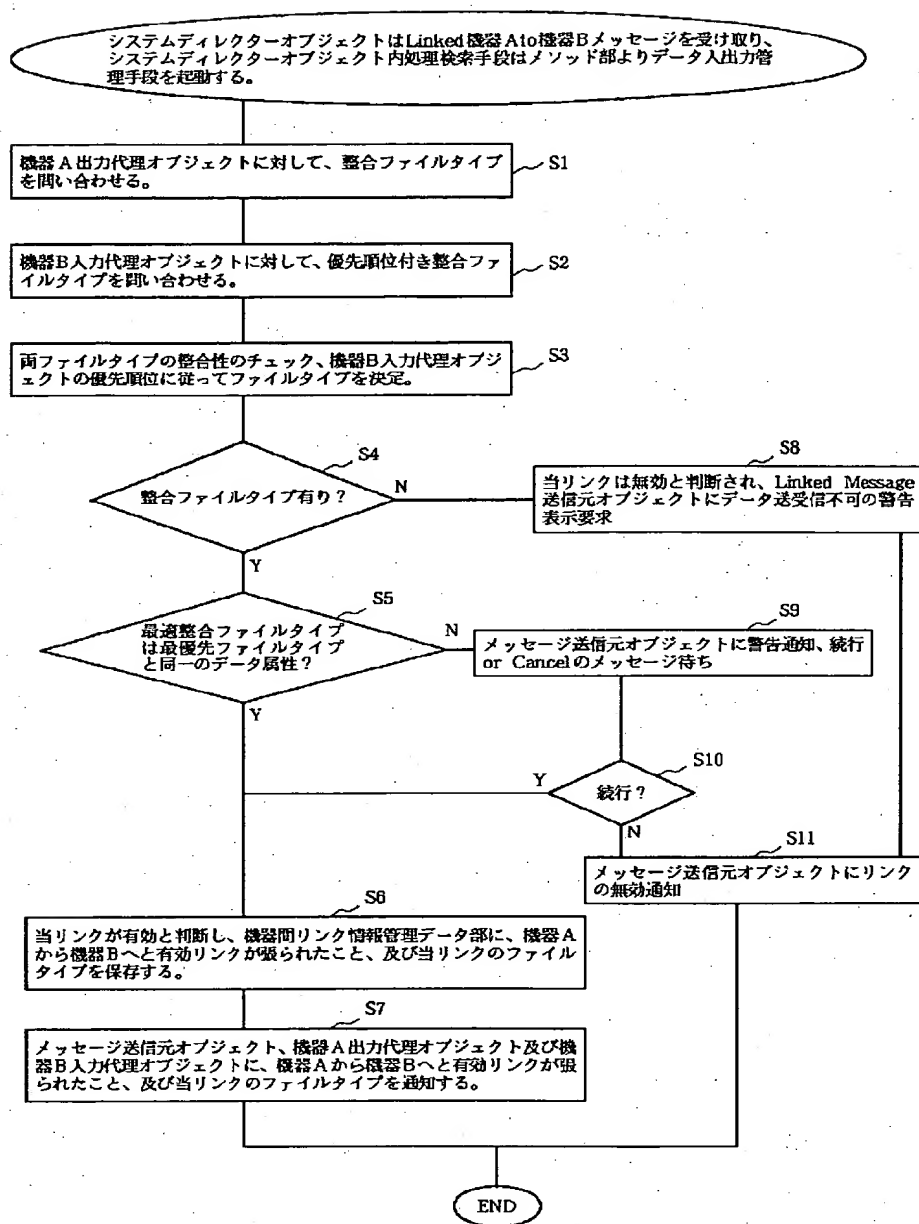 システムディレクターオブジェクトはLinked機器Ato機器Bメッセージを受け取り、
システムディレクターオブジェクト内処理検索手段はメソッド部よりデータ入出力管
理手段を起動する。
機器A出力代理オブジェクトに対して、整合ファイルタイプ
を問い合わせる。
S1
機器B入力代理オブジェクトに対して、優先順位付き整合ファ
イルタイプを問い合わせる。
S2
両ファイルタイプの整合性のチェック、機器B入力代理オブジ
ェクトの優先順位に従ってファイルタイプを決定。
S3
S4
整合ファイルタイプ有り?
N
Y
S8
当リンクは無効と判断され、Linked Message
送信元オブジェクトにデータ送受信不可の警告
表示要求
S5
最適整合ファイルタイプ
は最優先ファイルタイプ
と同一のデータ属性?
N
Y
S9
メッセージ送信元オブジェクトに警告通知、続行
or Cancelのメッセージ待ち
S10
続行?
Y
N
S11
メッセージ送信元オブジェクトにリンク
の無効通知
S6
当リンクが有効と判断し、機器間リンク情報管理データ部に、機器A
から機器Bへと有効リンクが張られたこと、及び当リンクのファイル
タイプを保存する。
S7
メッセージ送信元オブジェクト、機器A出力代理オブジェクト及び機
器B入力代理オブジェクトに、機器Aから機器Bへと有効リンクが張
られたこと、及び当リンクのファイルタイプを通知する。
END